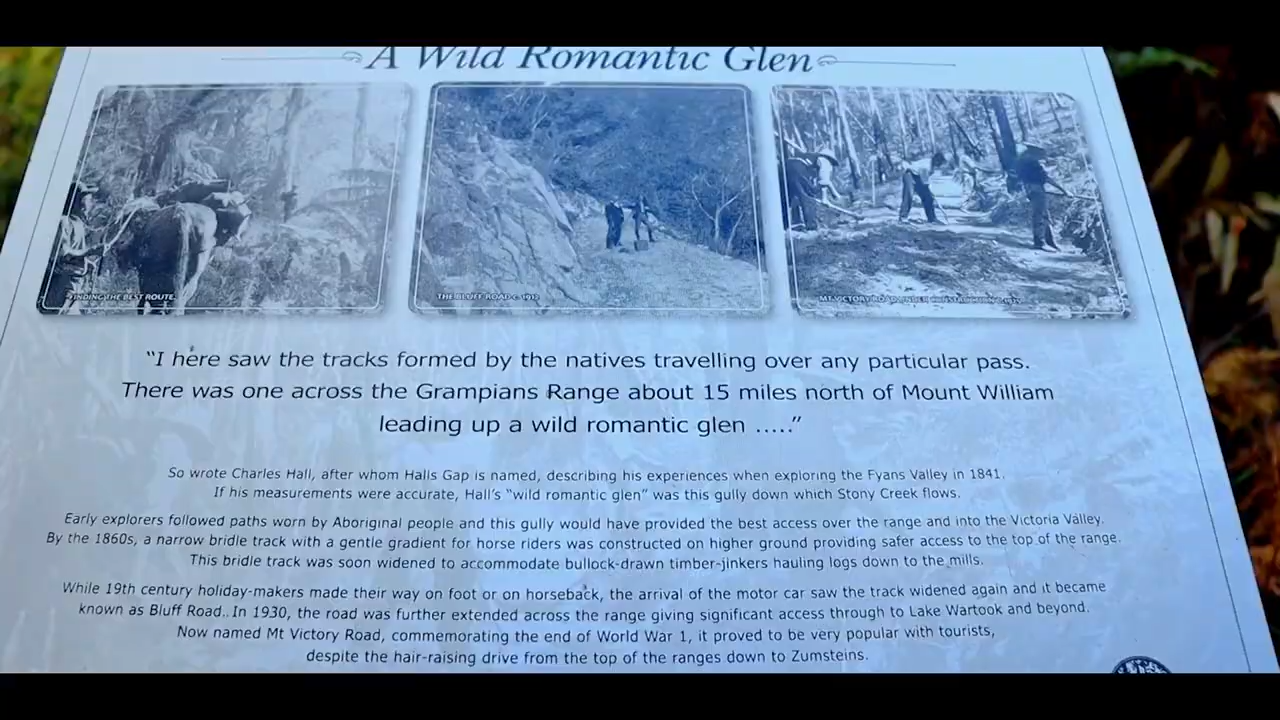 A Wild Romantic Glen
FINDING THE BEST ROUTE.
THE BLUFF ROAD C.1912
MT.VICTORY ROAD UNDER CONSTRUCTION
"I here saw the tracks formed by the natives travelling over any particular pass.
There was one across the Grampians Range about 15 miles north of Mount William
leading up a wild romantic glen ....."
So wrote Charles Hall, after whom Halls Gap is named, describing his experiences when exploring the Fyans Valley in 1841.
If his measurements were accurate, Hall's "wild romantic glen" was this gully down which Stony Creek flows.
Early explorers followed paths worn by Aboriginal people and this gully would have provided the best access over the range and into the Victoria Valley.
By the 1860s, a narrow bridle track with a gentle gradient for horse riders was constructed on higher ground providing safer access to the top of the range.
This bridle track was soon widened to accommodate bullock-drawn timber-jinkers hauling logs down to the mills.
While 19th century holiday-makers made their way on foot or on horseback, the arrival of the motor car saw the track widened again and it became
known as Bluff Road. In 1930, the road was further extended across the range giving significant access through to Lake Wartook and beyond.
Now named Mt Victory Road, commemorating the end of World War 1, it proved to be very popular with tourists,
despite the hair-raising drive from the top of the ranges down to Zumsteins.